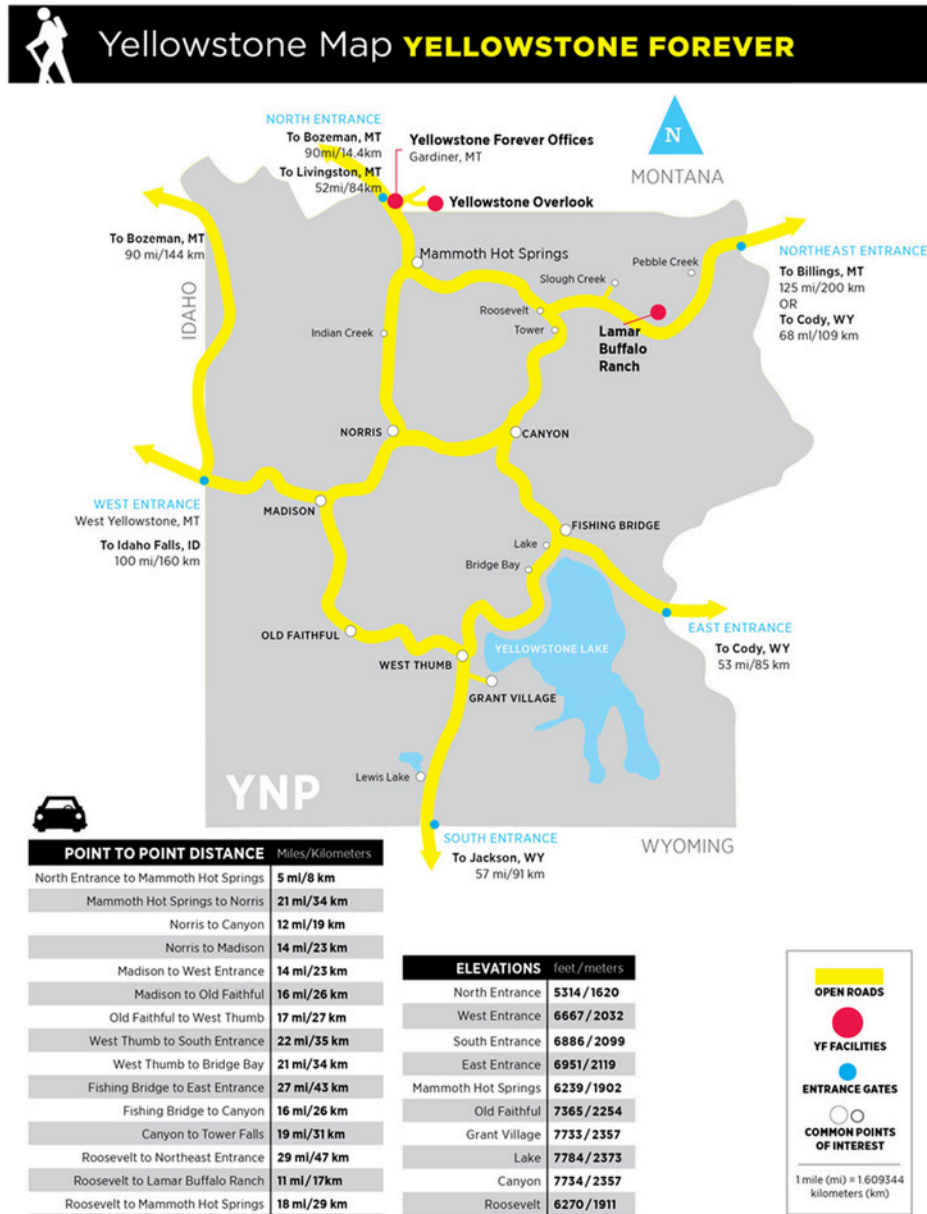 Yellowstone Map YELLOWSTONE FOREVER
NORTH ENTRANCE
To Bozeman, MT
90mi/14.4km
To Livingston, MT
52mi/84km
Yellowstone Forever Offices
Gardiner, MT
Yellowstone Overlook
N
MONTANA
To Bozeman, MT
90 mi/144 km
IDAHO
Mammoth Hot Springs
Slough Creek
Pebble Creek
NORTHEAST ENTRANCE
To Billings, MT
125 mi/200 km
OR
To Cody, WY
68 ml/109 km
Roosevelt
Tower
Indian Creek
Lamar
Buffalo
Ranch
NORRIS
CANYON
WEST ENTRANCE
West Yellowstone, MT
To Idaho Falls, ID
100 mi/160 km
MADISON
FISHING BRIDGE
Lake
Bridge Bay
OLD FAITHFUL
WEST THUMB
YELLOWSTONE LAKE
EAST ENTRANCE
To Cody, WY
53 mi/85 km
GRANT VILLAGE
Lewis Lake
YNP
SOUTH ENTRANCE
To Jackson, WY
57 mi/91 km
WYOMING
POINT TO POINT DISTANCE Miles/Kilometers
North Entrance to Mammoth Hot Springs 5 mi/8 km
Mammoth Hot Springs to Norris 21 mi/34 km
Norris to Canyon 12 mi/19 km
Norris to Madison 14 mi/23 km
Madison to West Entrance 14 mi/23 km
Madison to Old Faithful 16 mi/26 km
Old Faithful to West Thumb 17 mi/27 km
West Thumb to South Entrance 22 mi/35 km
West Thumb to Bridge Bay 21 mi/34 km
Fishing Bridge to East Entrance 27 mi/43 km
Fishing Bridge to Canyon 16 mi/26 km
Canyon to Tower Falls 19 mi/31 km
Roosevelt to Northeast Entrance 29 mi/47 km
Roosevelt to Lamar Buffalo Ranch 11 mi/17km
Roosevelt to Mammoth Hot Springs 18 mi/29 km
ELEVATIONS feet/meters
North Entrance 5314/1620
West Entrance 6667/2032
South Entrance 6886/2099
East Entrance 6951/2119
Mammoth Hot Springs 6239/1902
Old Faithful 7365/2254
Grant Village 7733/2357
Lake 7784/2373
Canyon 7734/2357
Roosevelt 6270/1911
OPEN ROADS
YF FACILITIES
ENTRANCE GATES
COMMON POINTS
OF INTEREST
1 mile (mi) = 1.609344
kilometers (km)